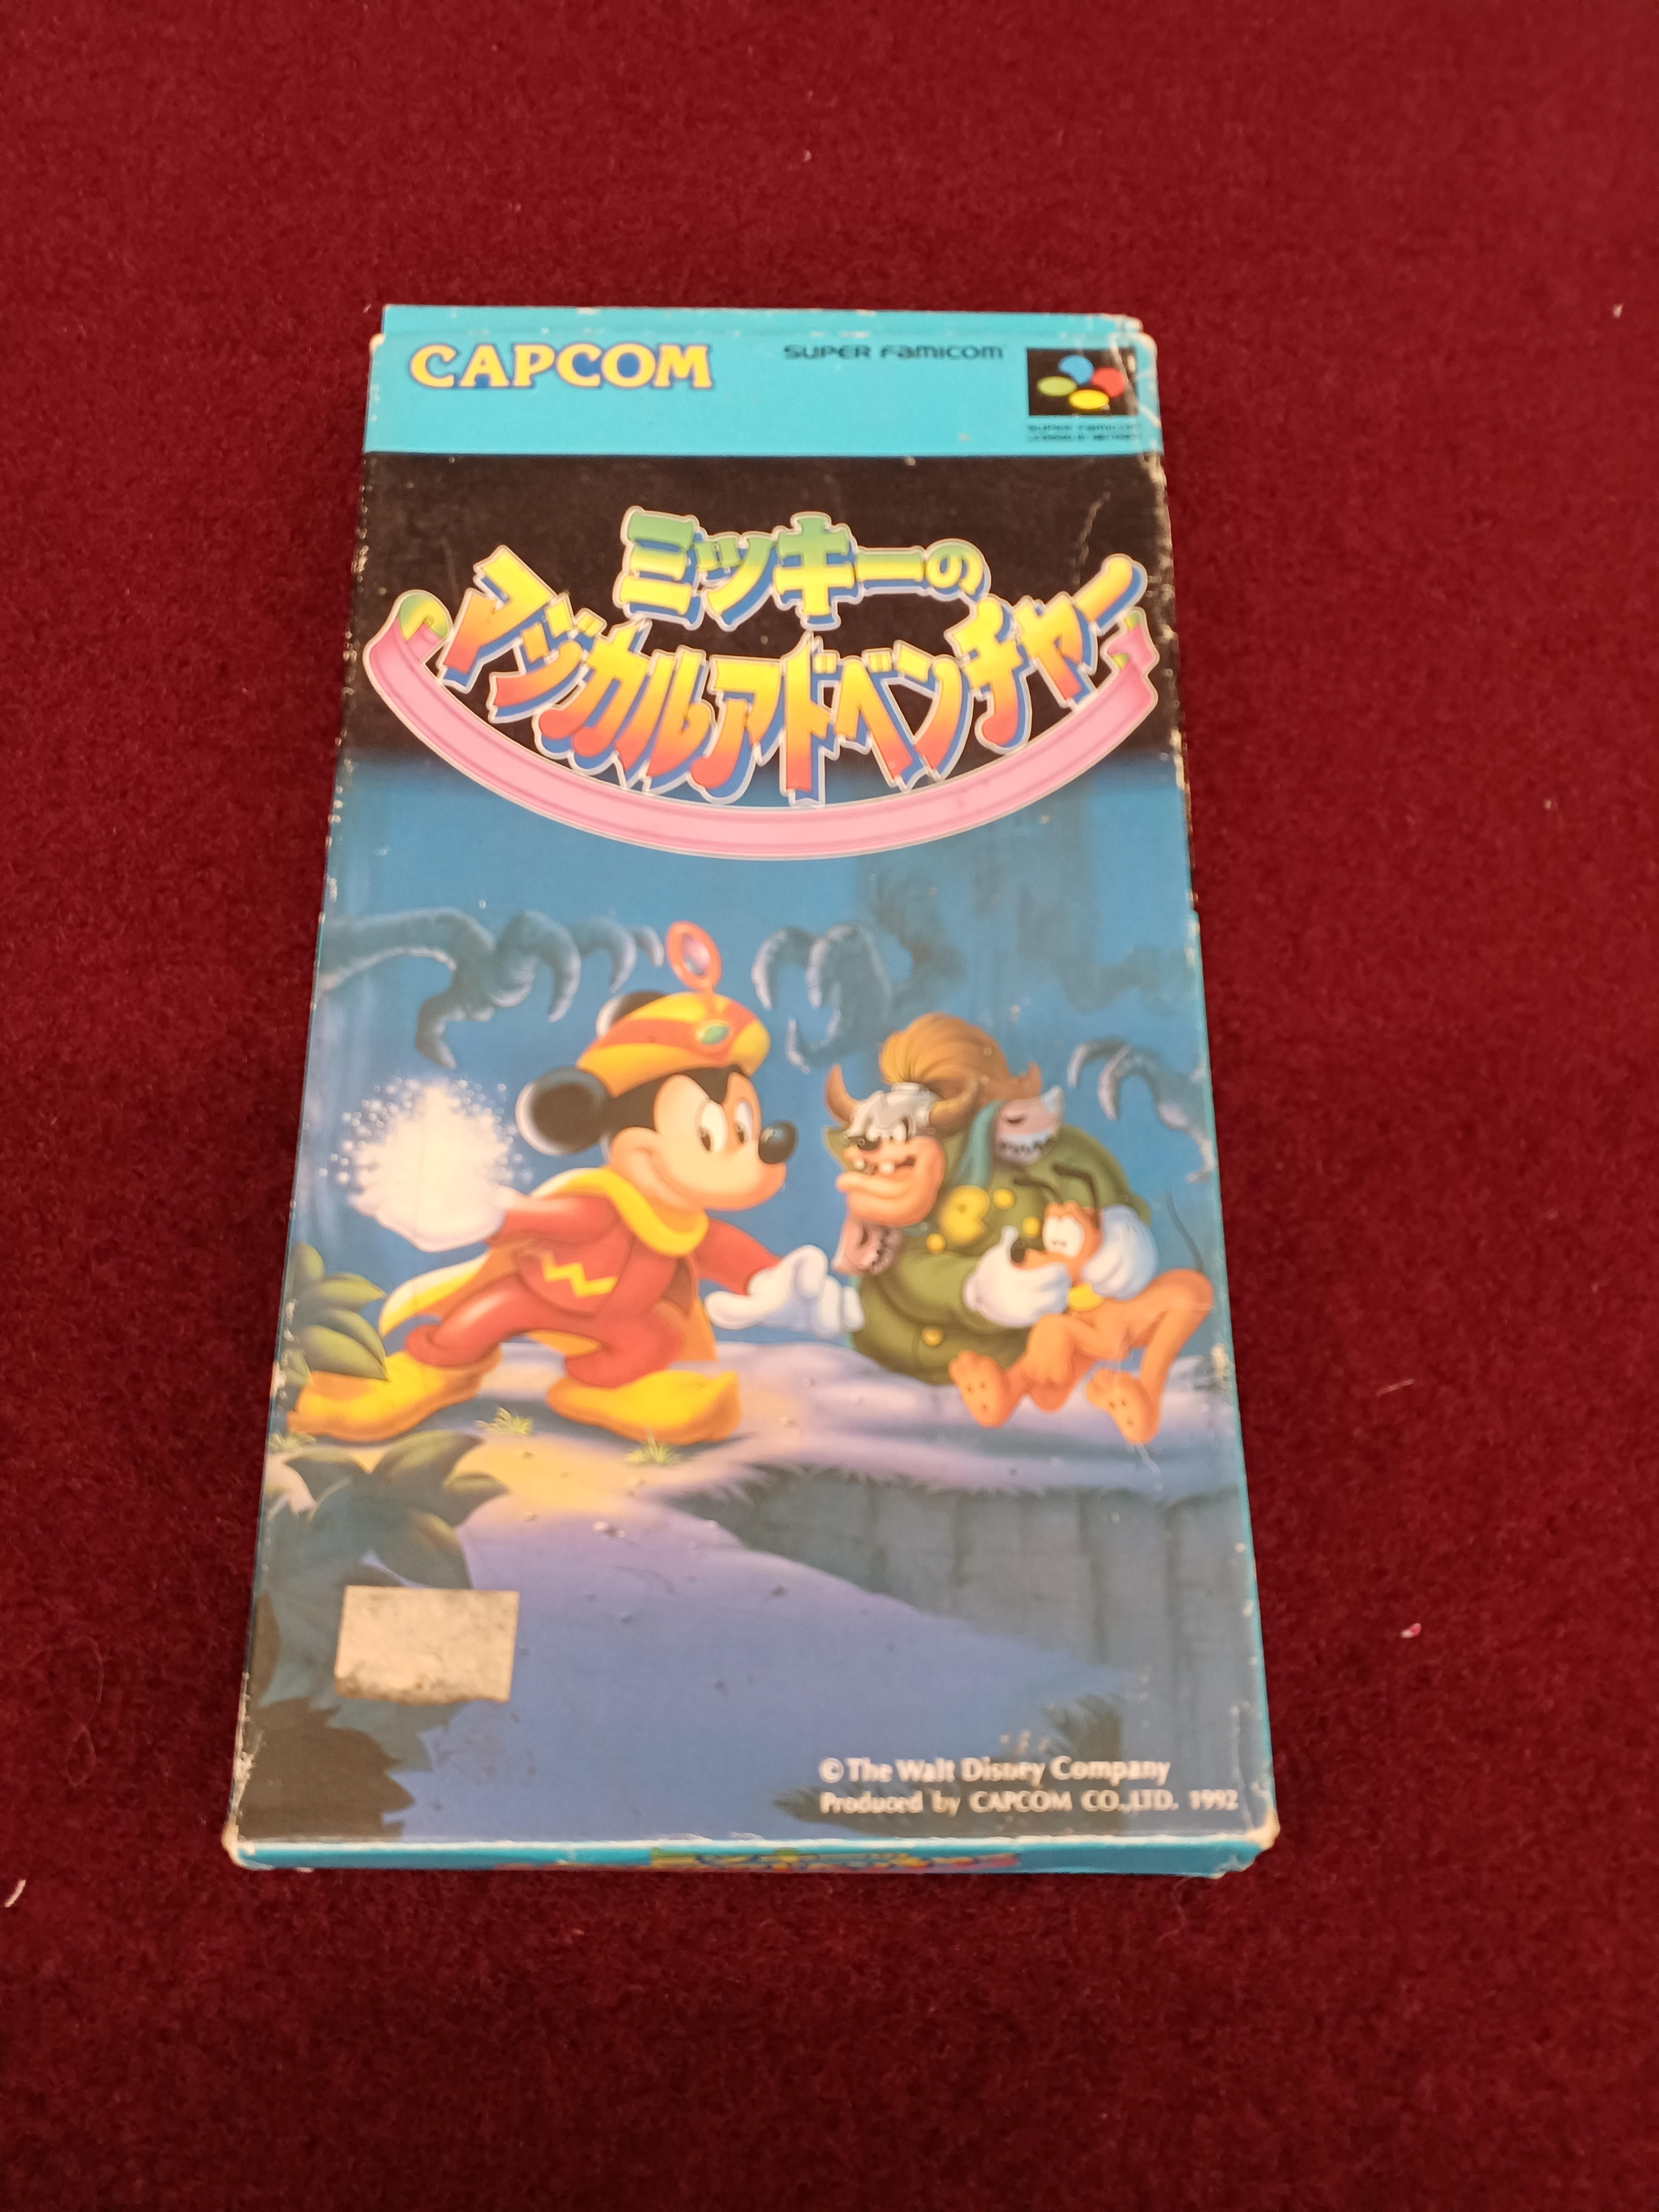 CAPCOM
SUPER FAMICOM
ミッキーの
マジカルアドベンチャー
© The Walt Disney Company
Produced by CAPCOM CO.,LTD. 1992